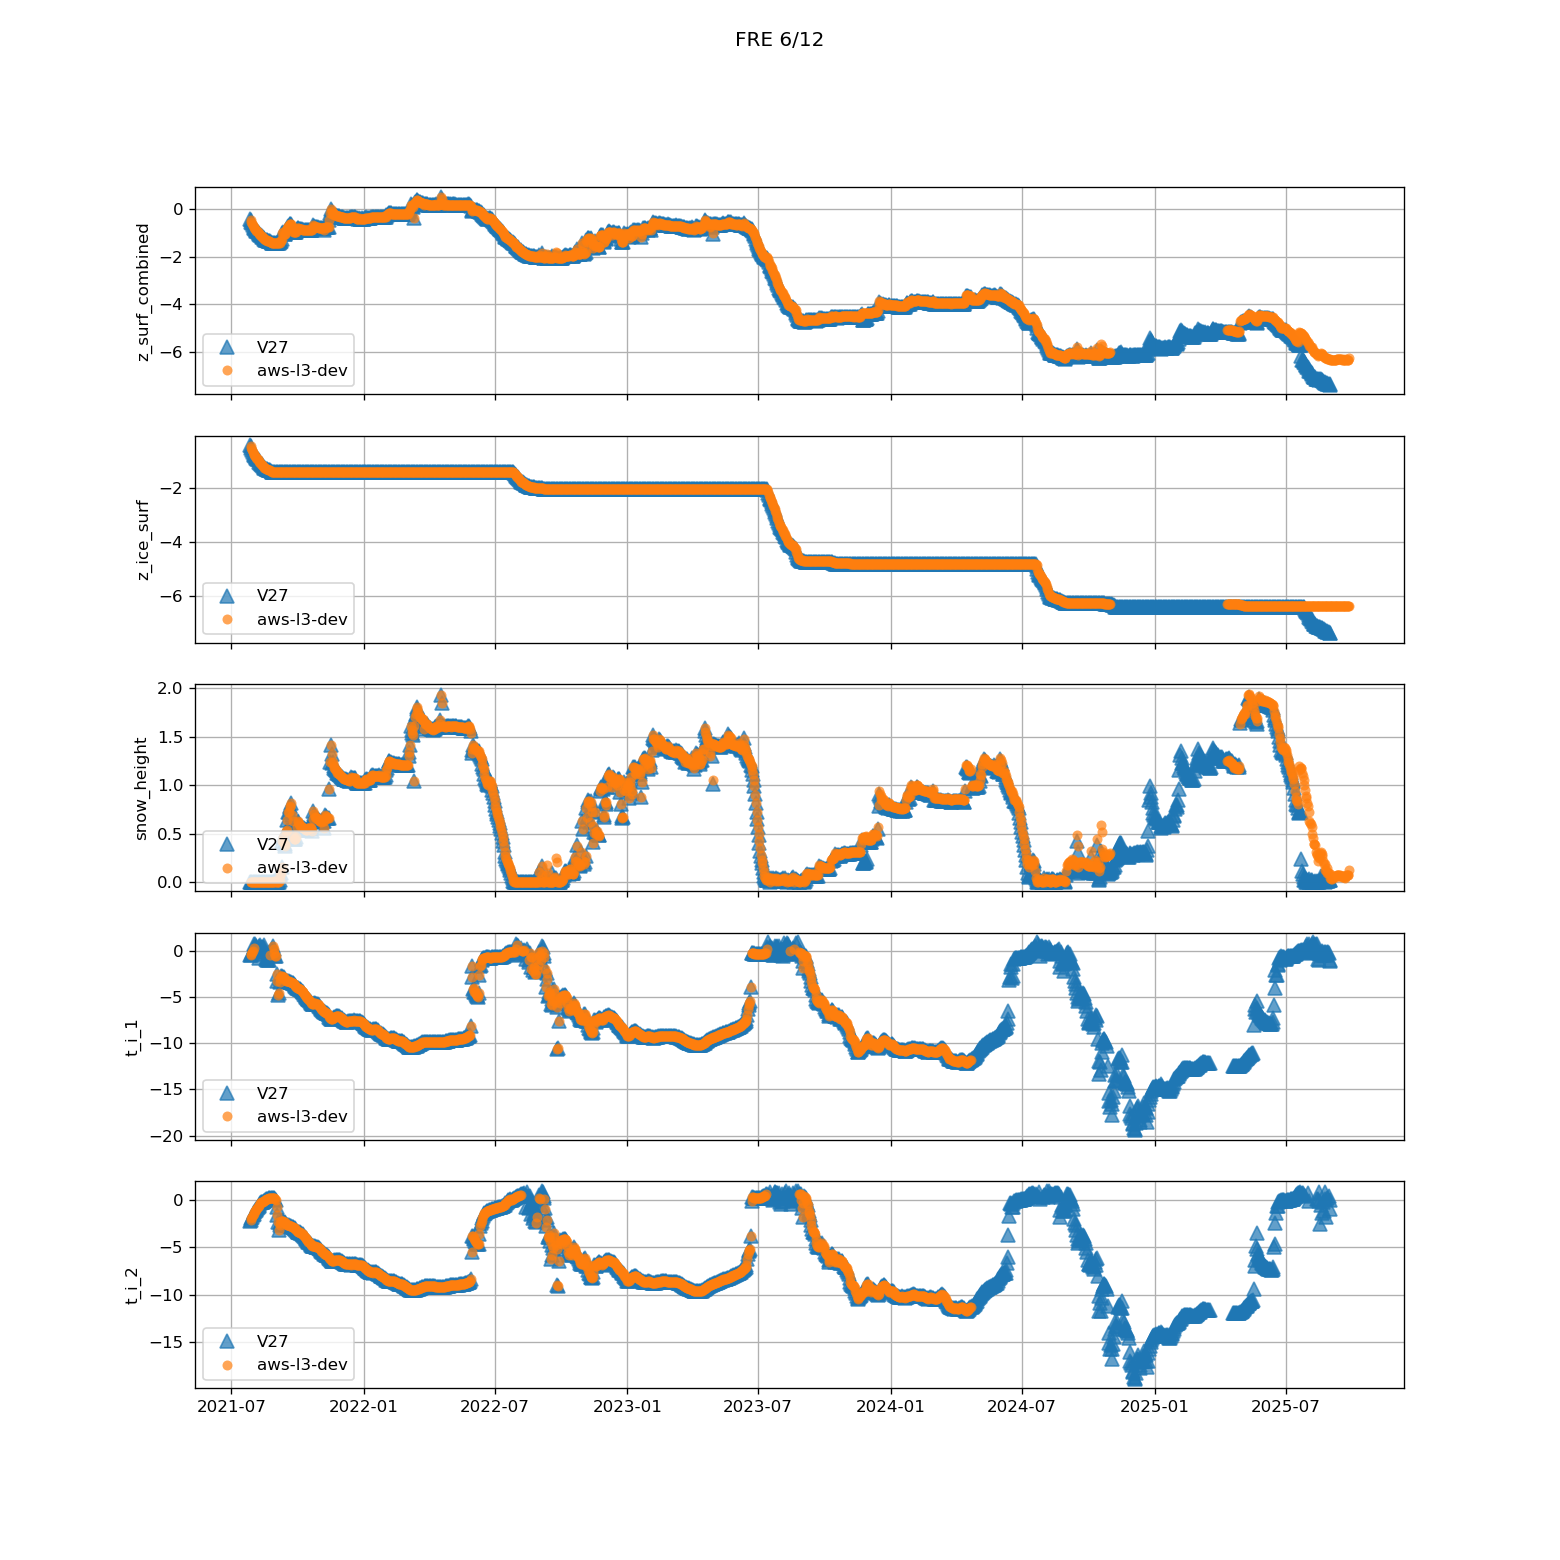 FRE 6/12
z_surf_combined
0
−2
−4
−6
V27
aws-l3-dev
z_ice_surf
−2
−4
−6
V27
aws-l3-dev
snow_height
2.0
1.5
1.0
0.5
0.0
V27
aws-l3-dev
t_i_1
0
−5
−10
−15
−20
V27
aws-l3-dev
t_i_2
0
−5
−10
−15
V27
aws-l3-dev
2021-07 2022-01 2022-07 2023-01 2023-07 2024-01 2024-07 2025-01 2025-07